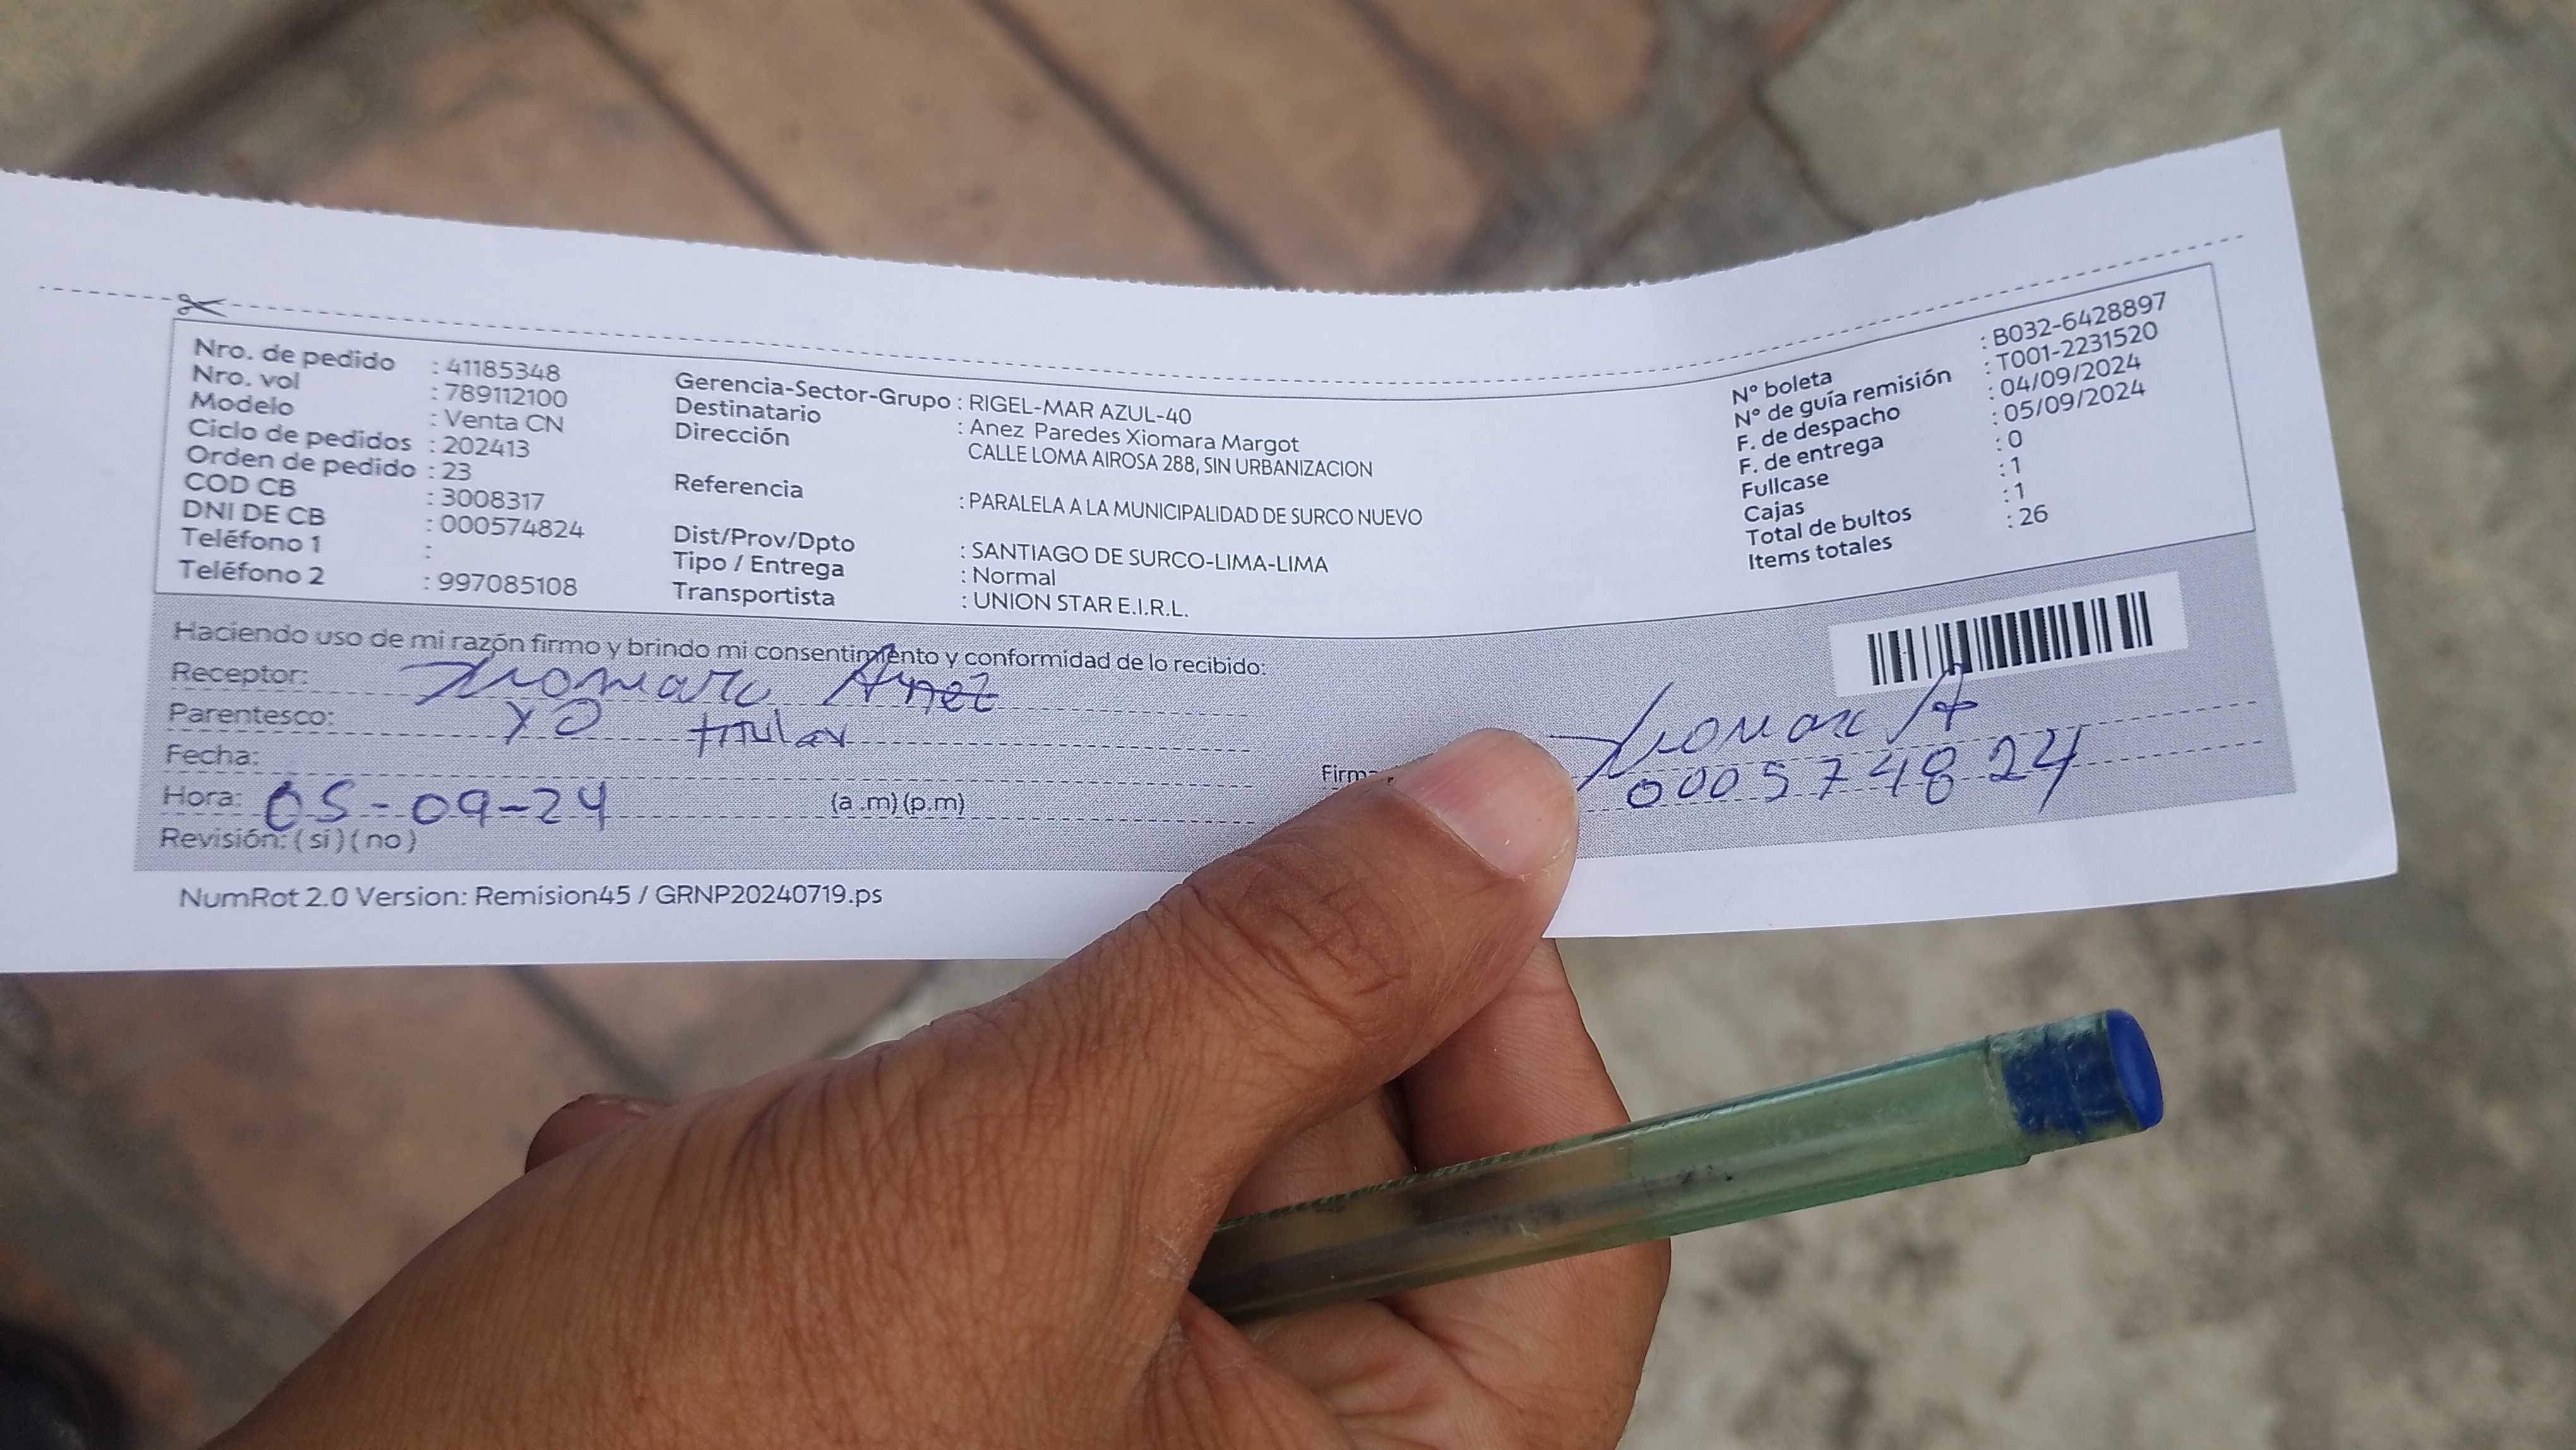 Nro. de pedido : 41185348
Nro. vol : 789112100
Modelo : Venta CN
Ciclo de pedidos : 202413
Orden de pedido : 23
COD CB : 3008317
DNI DE CB : 000574824
Teléfono 1 :
Teléfono 2 : 997085108
Gerencia-Sector-Grupo : RIGEL-MAR AZUL-40
Destinatario : Anez Paredes Xiomara Margot
Dirección CALLE LOMA AIROSA 288, SIN URBANIZACION
Referencia : PARALELA A LA MUNICIPALIDAD DE SURCO NUEVO
Dist/Prov/Dpto : SANTIAGO DE SURCO-LIMA-LIMA
Tipo / Entrega : Normal
Transportista : UNION STAR E.I.R.L.
N° boleta : B032-6428897
N° de guía remisión : T001-2231520
F. de despacho : 04/09/2024
F. de entrega : 05/09/2024
Fullcase : 0
Cajas : 1
Total de bultos : 1
Items totales : 26
Haciendo uso de mi razón firmo y brindo mi consentimiento y conformidad de lo recibido:
Receptor: Xiomara Anez
Parentesco: YO titular
Fecha:
Hora: 05-09-24 (a .m) (p.m)
Revisión: ( si ) ( no )
Xiomara A
000574824
NumRot 2.0 Version: Remision45 / GRNP20240719.ps